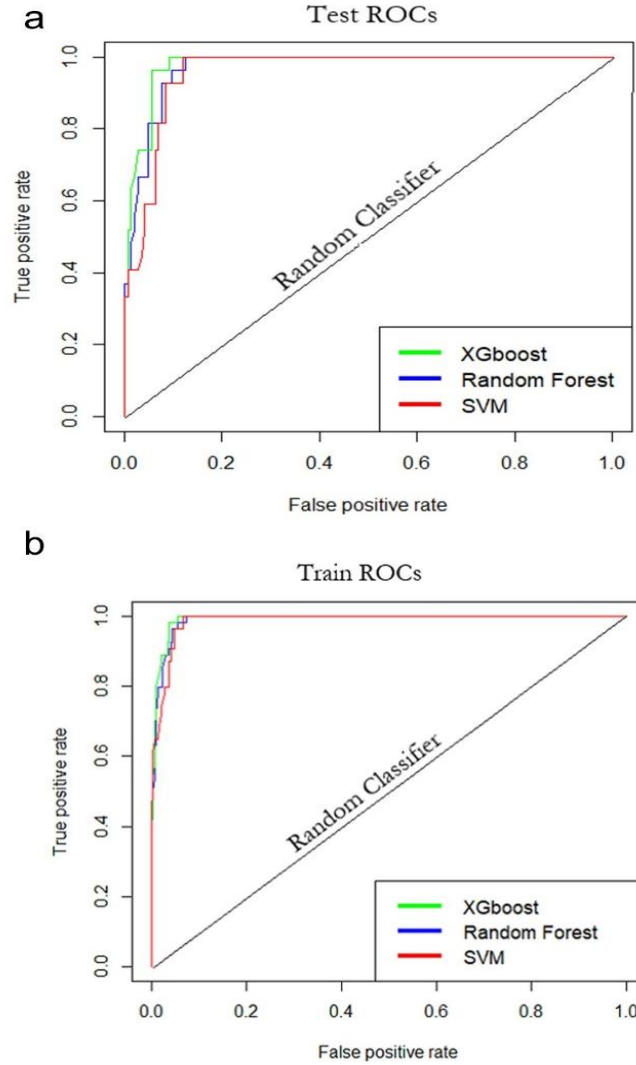 a
Test ROCs
1.0
0.8
0.6
0.4
0.2
0.0
True positive rate
Random Classifier
XGboost
Random Forest
SVM
0.0 0.2 0.4 0.6 0.8 1.0
False positive rate
b
Train ROCs
1.0
0.8
0.6
0.4
0.2
0.0
True positive rate
Random Classifier
XGboost
Random Forest
SVM
0.0 0.2 0.4 0.6 0.8 1.0
False positive rate